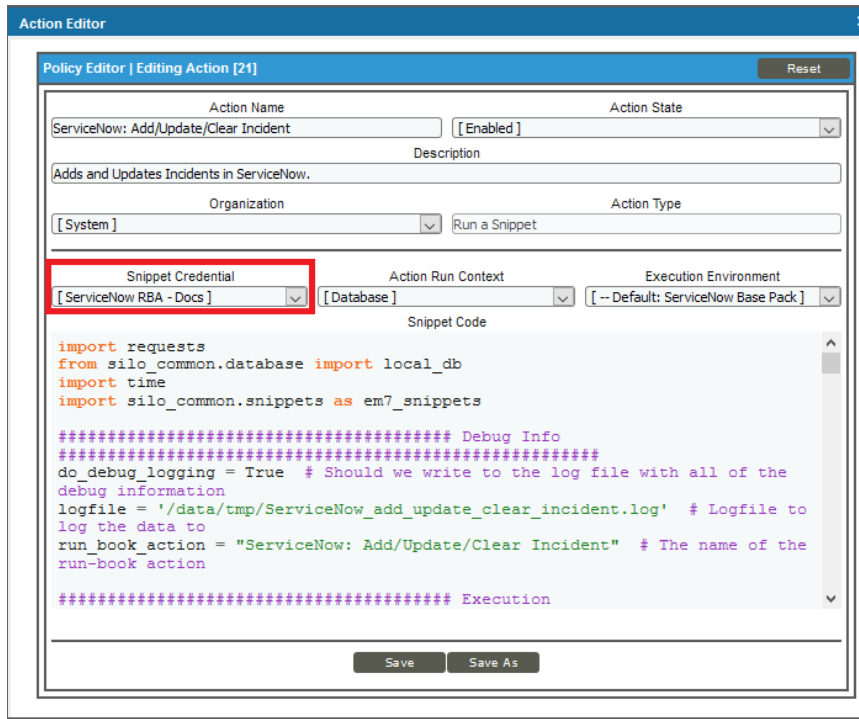 Action Editor
Policy Editor | Editing Action [21]
Reset
Action Name
Action State
ServiceNow: Add/Update/Clear Incident
[ Enabled ]
Description
Adds and Updates Incidents in ServiceNow.
Organization
Action Type
[ System ]
Run a Snippet
Snippet Credential
Action Run Context
Execution Environment
[ ServiceNow RBA - Docs ]
[ Database ]
[ -- Default: ServiceNow Base Pack ]
Snippet Code
import requests
from silo_common.database import local_db
import time
import silo_common.snippets as em7_snippets
######################################## Debug Info
#######################################################
do_debug_logging = True  # Should we write to the log file with all of the
debug information
logfile = '/data/tmp/ServiceNow_add_update_clear_incident.log'  # Logfile to
log the data to
run_book_action = "ServiceNow: Add/Update/Clear Incident"  # The name of the
run-book action
######################################## Execution
Save
Save As